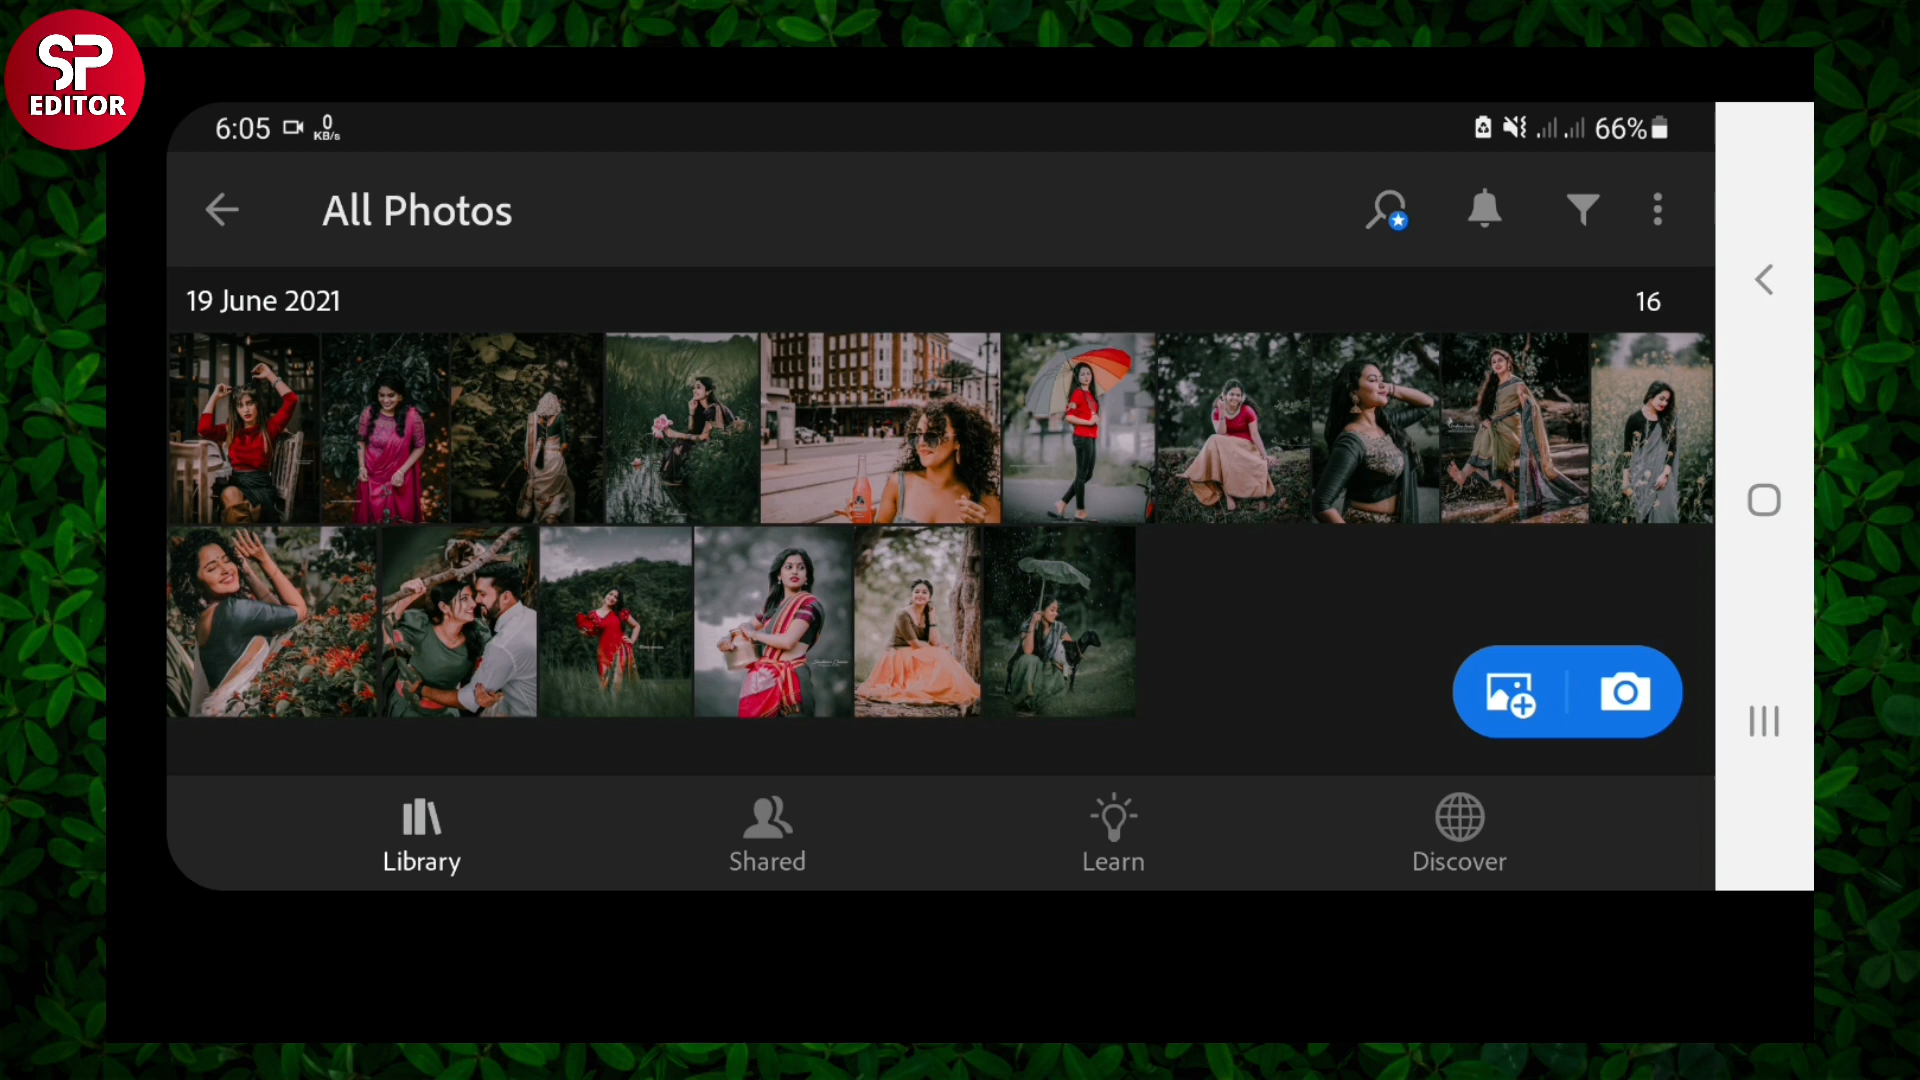 SP
EDITOR
6:05 0 KB/s 66%
All Photos
19 June 2021 16
Library Shared Learn Discover